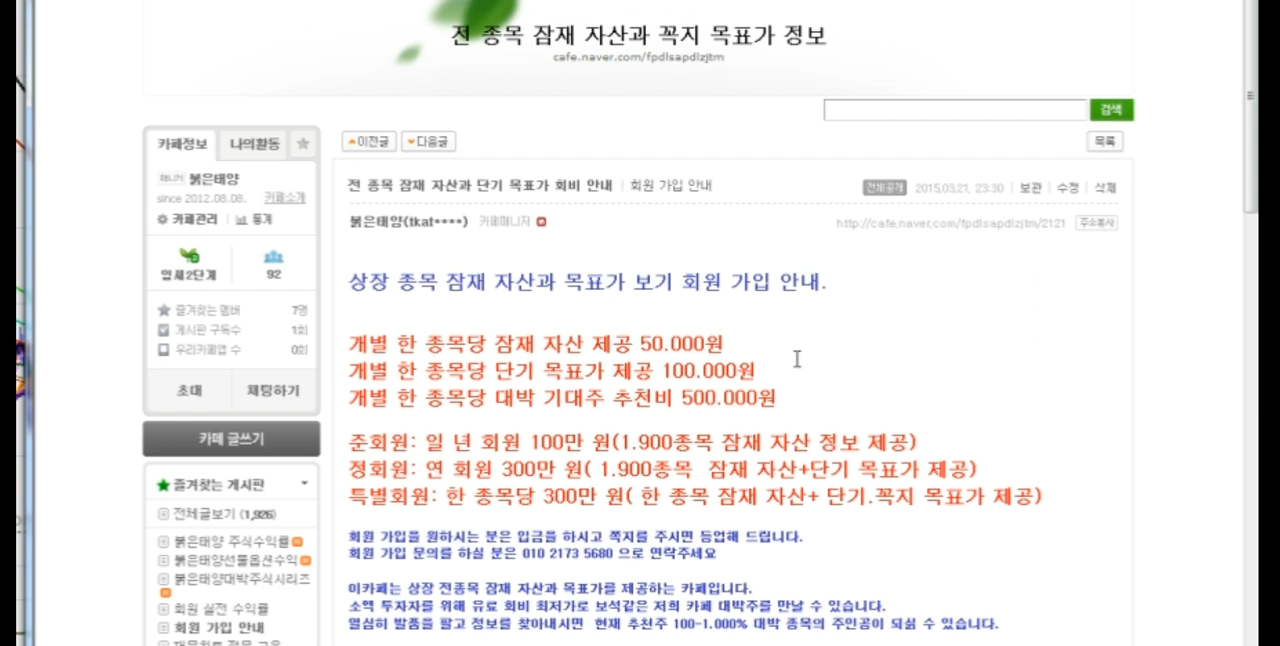 전 종목 잠재 자산과 꼭지 목표가 정보
cafe.naver.com/fpdlsapdlzjtm
검색
카페정보 나의활동
이전글 다음글
목록
매니저 붉은태양
since 2012.08.08. 카페소개
카페관리 통계
잎새2단계 92
즐겨찾는 멤버 7명
게시판 구독수 1회
우리카페앱 수 0회
초대 채팅하기
카페 글쓰기
즐겨찾는 게시판
전체글보기 (1,926)
붉은태양 주식수익률
붉은태양선물옵션수익
붉은태양대박주식시리즈
회원 실전 수익률
회원 가입 안내
전 종목 잠재 자산과 단기 목표가 회비 안내 | 회원 가입 안내
전체공개 2015.03.21. 23:30 | 보관 | 수정 | 삭제
붉은태양(tkat****) 카페매니저
http://cafe.naver.com/fpdlsapdlzjtm/2121 주소복사
상장 종목 잠재 자산과 목표가 보기 회원 가입 안내.
개별 한 종목당 잠재 자산 제공 50.000원
개별 한 종목당 단기 목표가 제공 100.000원
개별 한 종목당 대박 기대주 추천비 500.000원
준회원: 일 년 회원 100만 원(1.900종목 잠재 자산 정보 제공)
정회원: 연 회원 300만 원( 1.900종목 잠재 자산+단기 목표가 제공)
특별회원: 한 종목당 300만 원( 한 종목 잠재 자산+ 단기.꼭지 목표가 제공)
회원 가입을 원하시는 분은 입금을 하시고 쪽지를 주시면 등업해 드립니다.
회원 가입 문의를 하실 분은 010 2173 5680 으로 연락주세요
이카페는 상장 전종목 잠재 자산과 목표가를 제공하는 카페입니다.
소액 투자자를 위해 유료 회비 최저가로 보석같은 저희 카페 대박주를 만날 수 있습니다.
열심히 발품을 팔고 정보를 찾아내시면 현재 추천주 100-1.000% 대박 종목의 주인공이 되실 수 있습니다.